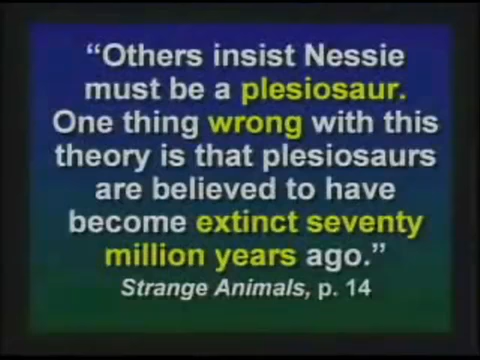 “Others insist Nessie
must be a plesiosaur.
One thing wrong with this
theory is that plesiosaurs
are believed to have
become extinct seventy
million years ago.”
Strange Animals, p. 14